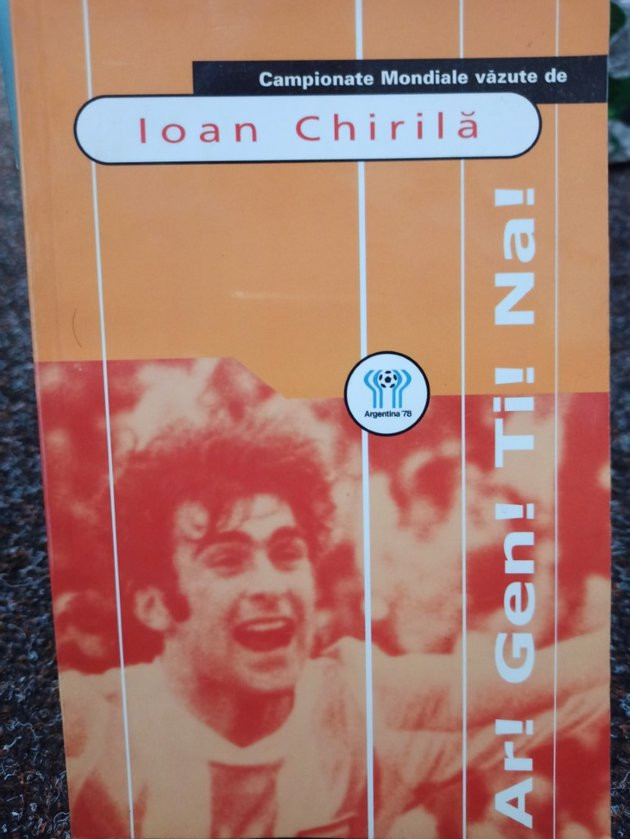 Campionate Mondiale văzute de
Ioan Chirilă
Ar! Gen! Ti! Na!
Argentina '78